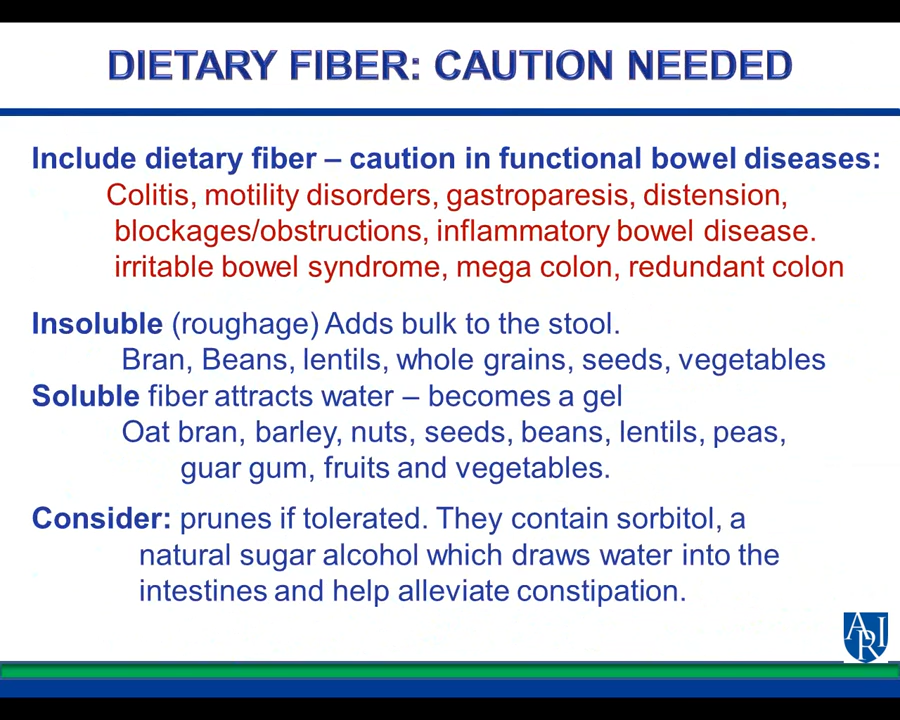 DIETARY FIBER: CAUTION NEEDED
Include dietary fiber – caution in functional bowel diseases:
Colitis, motility disorders, gastroparesis, distension,
blockages/obstructions, inflammatory bowel disease.
irritable bowel syndrome, mega colon, redundant colon
Insoluble (roughage) Adds bulk to the stool.
Bran, Beans, lentils, whole grains, seeds, vegetables
Soluble fiber attracts water – becomes a gel
Oat bran, barley, nuts, seeds, beans, lentils, peas,
guar gum, fruits and vegetables.
Consider: prunes if tolerated. They contain sorbitol, a
natural sugar alcohol which draws water into the
intestines and help alleviate constipation.
ARI